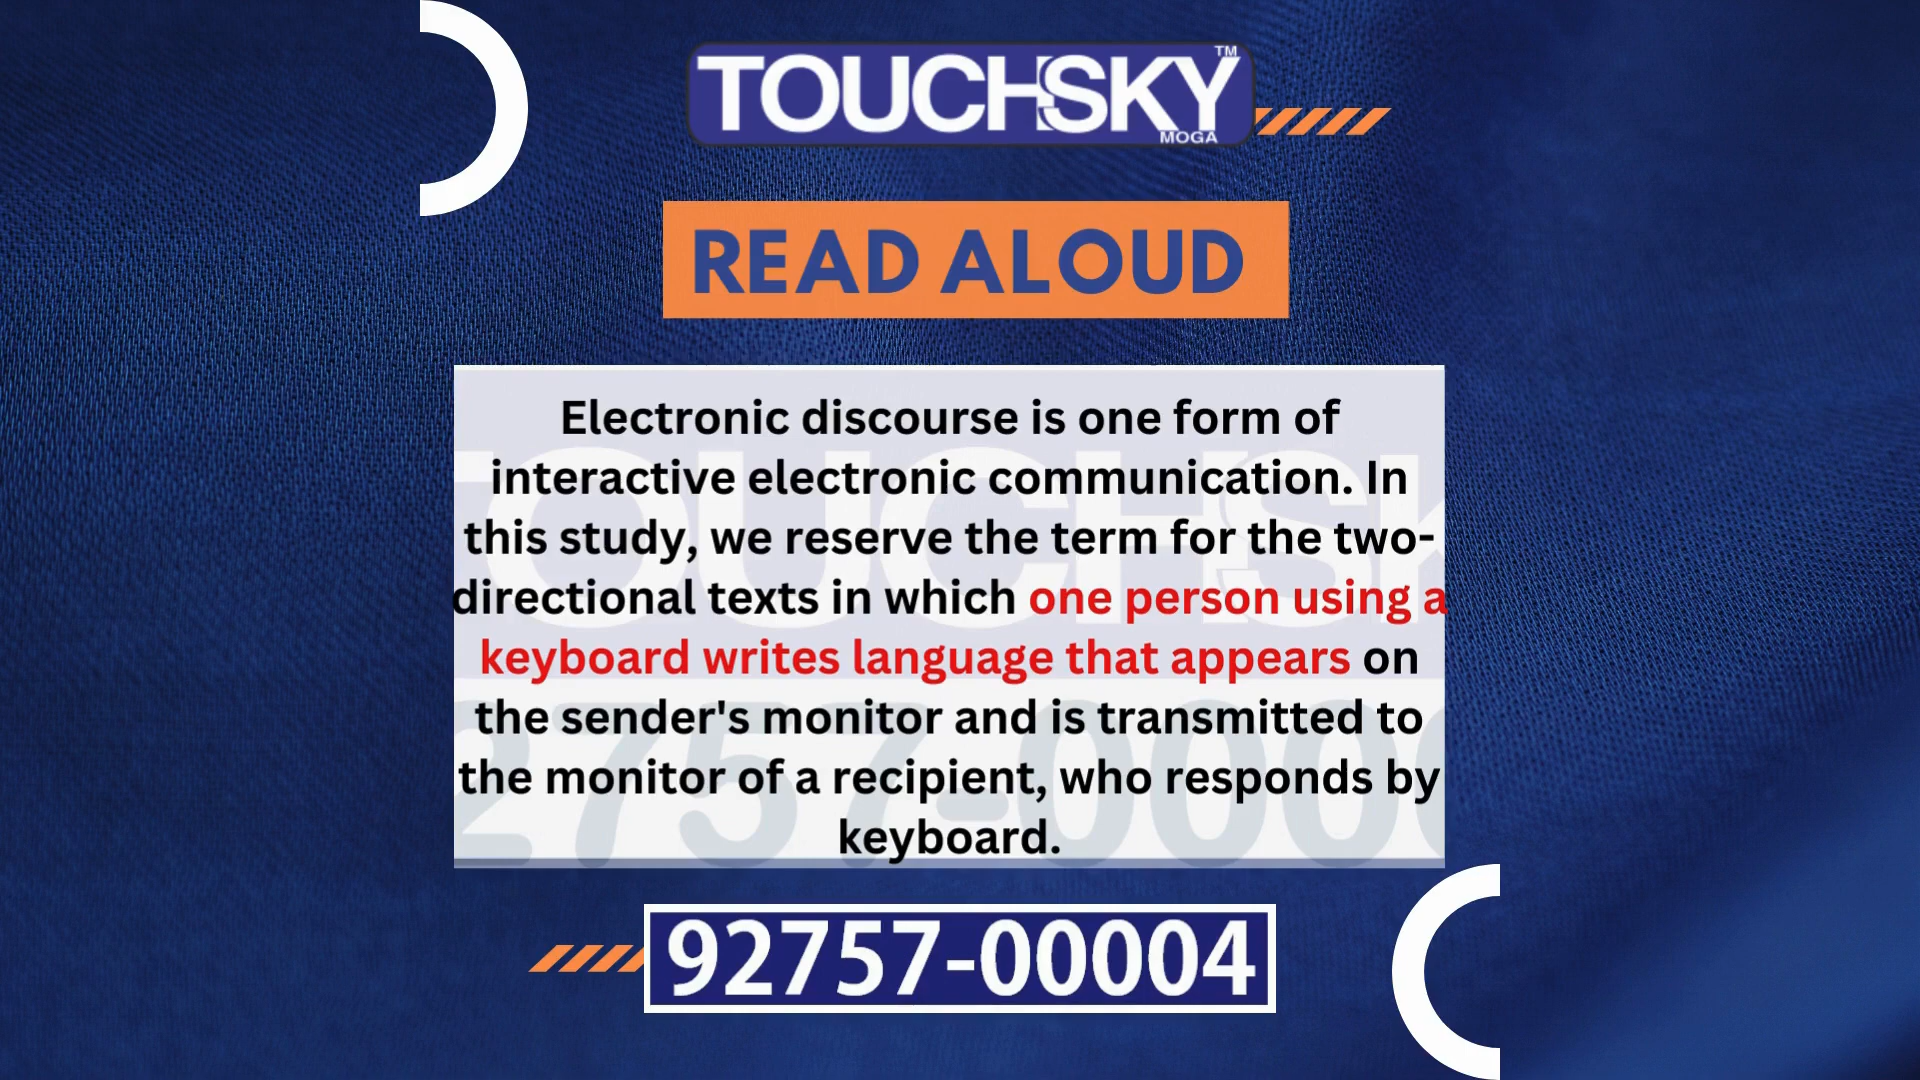 TOUCHSKY TM
MOGA
READ ALOUD
Electronic discourse is one form of
interactive electronic communication. In
this study, we reserve the term for the two-
directional texts in which one person using a
keyboard writes language that appears on
the sender's monitor and is transmitted to
the monitor of a recipient, who responds by
keyboard.
92757-00004